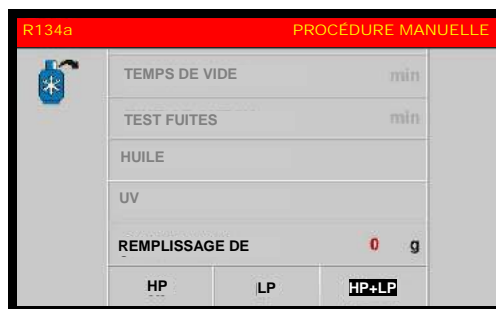 R134a PROCÉDURE MANUELLE
TEMPS DE VIDE min
TEST FUITES min
HUILE
UV
REMPLISSAGE DE 0 g
HP LP HP+LP